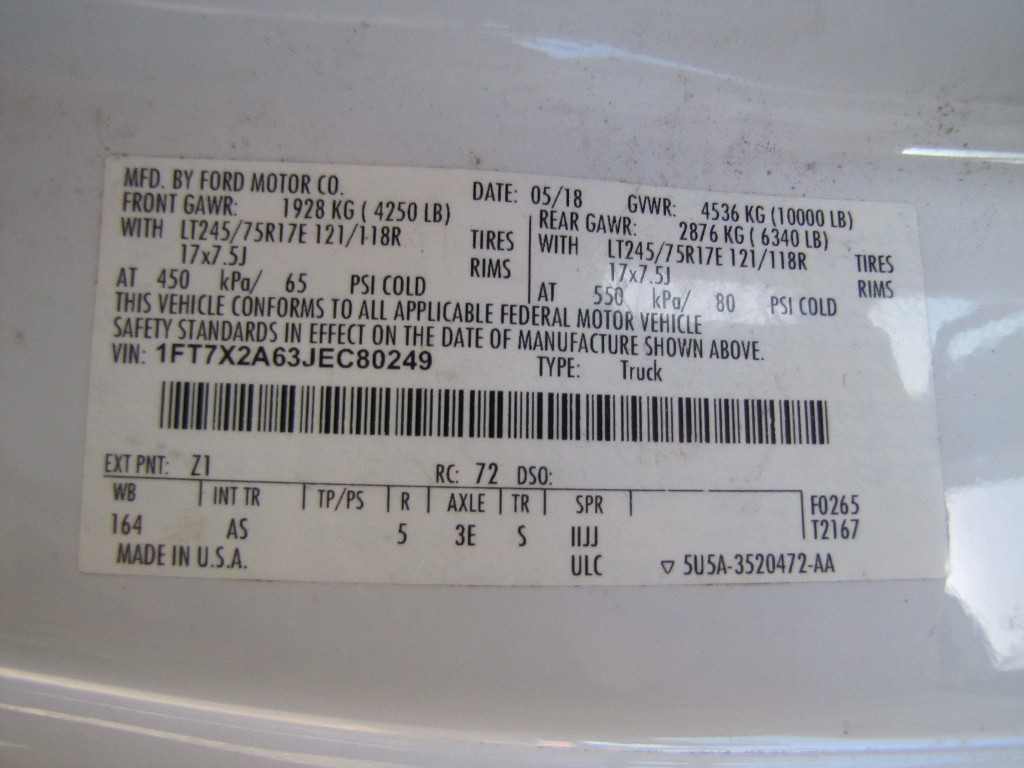 MFD. BY FORD MOTOR CO. DATE: 05/18 GVWR: 4536 KG (10000 LB)
FRONT GAWR: 1928 KG ( 4250 LB) REAR GAWR: 2876 KG ( 6340 LB)
WITH LT245/75R17E 121/118R TIRES WITH LT245/75R17E 121/118R TIRES
17x7.5J RIMS 17x7.5J RIMS
AT 450 kPa/ 65 PSI COLD AT 550 kPa/ 80 PSI COLD
THIS VEHICLE CONFORMS TO ALL APPLICABLE FEDERAL MOTOR VEHICLE
SAFETY STANDARDS IN EFFECT ON THE DATE OF MANUFACTURE SHOWN ABOVE.
VIN: 1FT7X2A63JEC80249 TYPE: Truck
EXT PNT: Z1 RC: 72 DSO:
WB INT TR TP/PS R AXLE TR SPR F0265
164 AS 5 3E S IIJJ T2167
MADE IN U.S.A. ULC ▽ 5U5A-3520472-AA